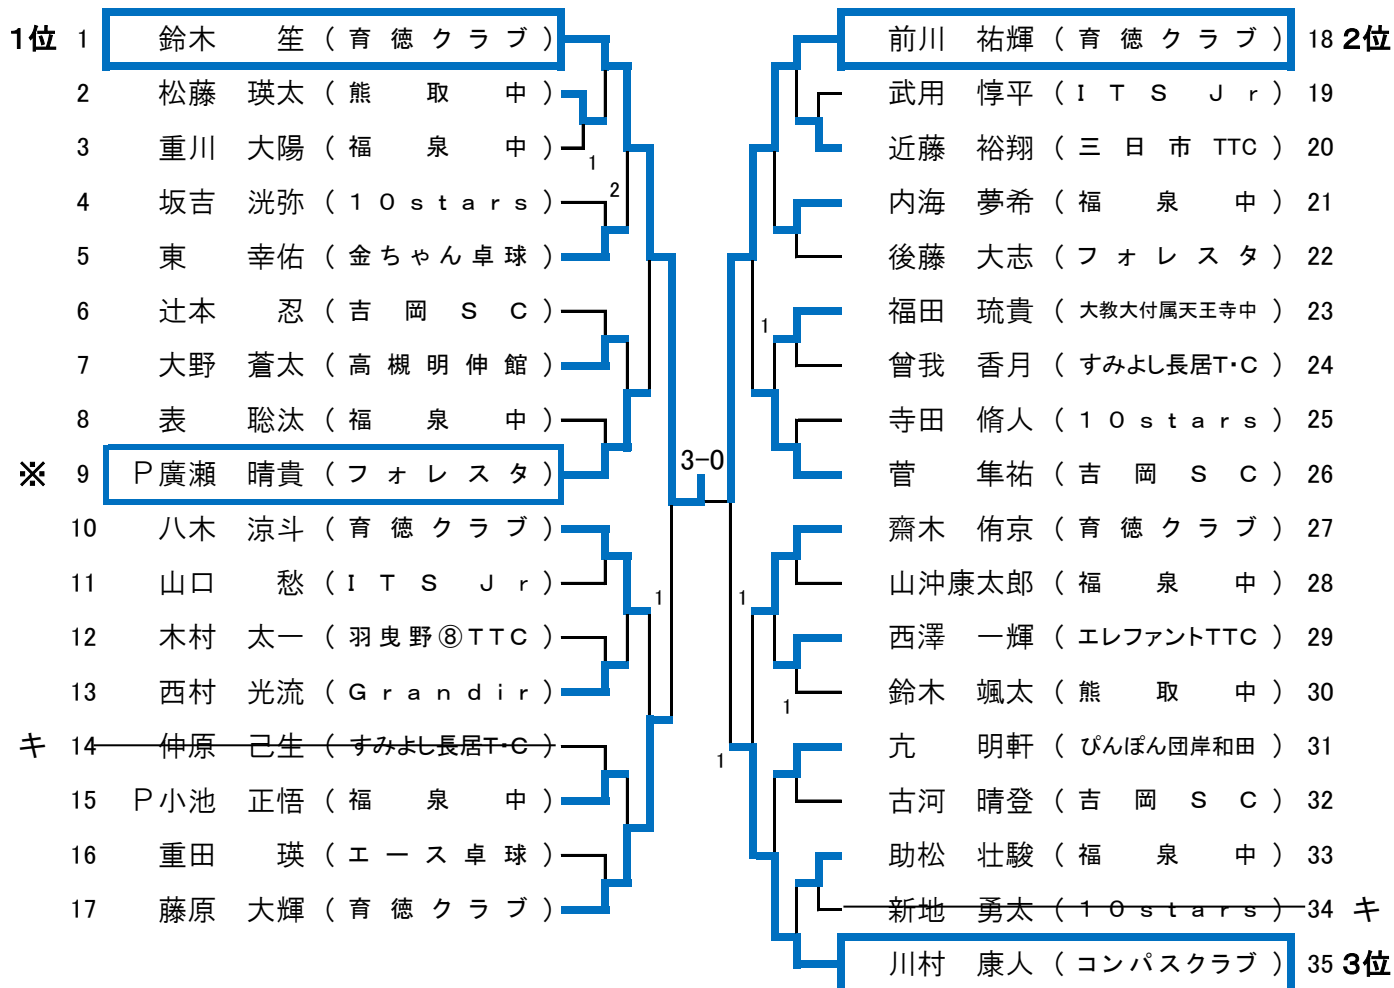 1位 1 鈴木 笙 ( 育徳クラブ )
2 松藤 瑛太 ( 熊取中 )
3 重川 大陽 ( 福泉中 )
1
4 坂吉 洸弥 ( 10stars )
2
5 東 幸佑 ( 金ちゃん卓球 )
6 辻本 忍 ( 吉岡SC )
7 大野 蒼太 ( 高槻明伸館 )
8 表 聡汰 ( 福泉中 )
※ 9 P廣瀬 晴貴 ( フォレスタ )
10 八木 涼斗 ( 育徳クラブ )
11 山口 愁 ( ITS Jr )
1
12 木村 太一 ( 羽曳野⑧TTC )
13 西村 光流 ( Grandir )
キ 14 仲原 己生 ( すみよし長居T・C )
15 P小池 正悟 ( 福泉中 )
16 重田 瑛 ( エース卓球 )
17 藤原 大輝 ( 育徳クラブ )
3-0
前川 祐輝 ( 育徳クラブ ) 18 2位
武用 惇平 ( ITS Jr ) 19
近藤 裕翔 ( 三日市TTC ) 20
内海 夢希 ( 福泉中 ) 21
後藤 大志 ( フォレスタ ) 22
福田 琉貴 ( 大教大付属天王寺中 ) 23
1
曾我 香月 ( すみよし長居T・C ) 24
寺田 脩人 ( 10stars ) 25
菅 隼祐 ( 吉岡SC ) 26
齋木 侑京 ( 育徳クラブ ) 27
山沖康太郎 ( 福泉中 ) 28
1
西澤 一輝 ( エレファントTTC ) 29
鈴木 颯太 ( 熊取中 ) 30
1
亢 明軒 ( ぴんぽん団岸和田 ) 31
1
古河 晴登 ( 吉岡SC ) 32
助松 壮駿 ( 福泉中 ) 33
新地 勇太 ( 10stars ) 34 キ
川村 康人 ( コンパスクラブ ) 35 3位